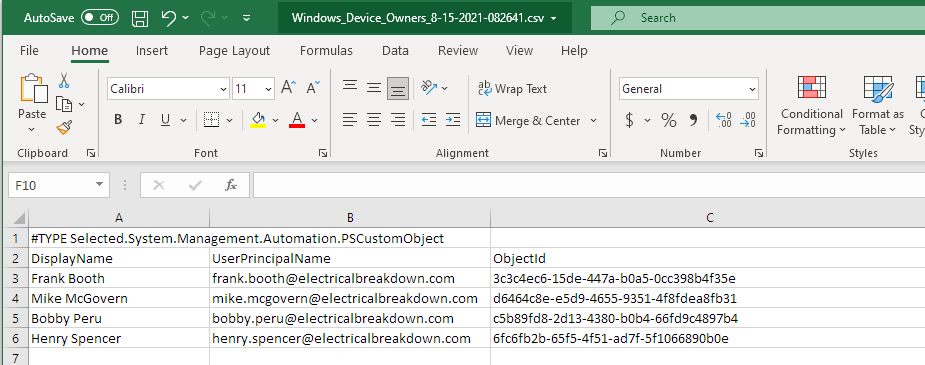 AutoSave Off Windows_Device_Owners_8-15-2021-082641.csv Search
File Home Insert Page Layout Formulas Data Review View Help
Calibri 11 A A ab Wrap Text General
Paste B I U A Merge & Center $ % Conditional Formatting Format as Table
Clipboard Font Alignment Number Styles
F10 fx
A B C
1 #TYPE Selected.System.Management.Automation.PSCustomObject
2 DisplayName UserPrincipalName ObjectId
3 Frank Booth frank.booth@electricalbreakdown.com 3c3c4ec6-15de-447a-b0a5-0cc398b4f35e
4 Mike McGovern mike.mcgovern@electricalbreakdown.com d6464c8e-e5d9-4655-9351-4f8fdea8fb31
5 Bobby Peru bobby.peru@electricalbreakdown.com c5b89fd8-2d13-4380-b0b4-66fd9c4897b4
6 Henry Spencer henry.spencer@electricalbreakdown.com 6fc6fb2b-65f5-4f51-ad7f-5f1066890b0e
7